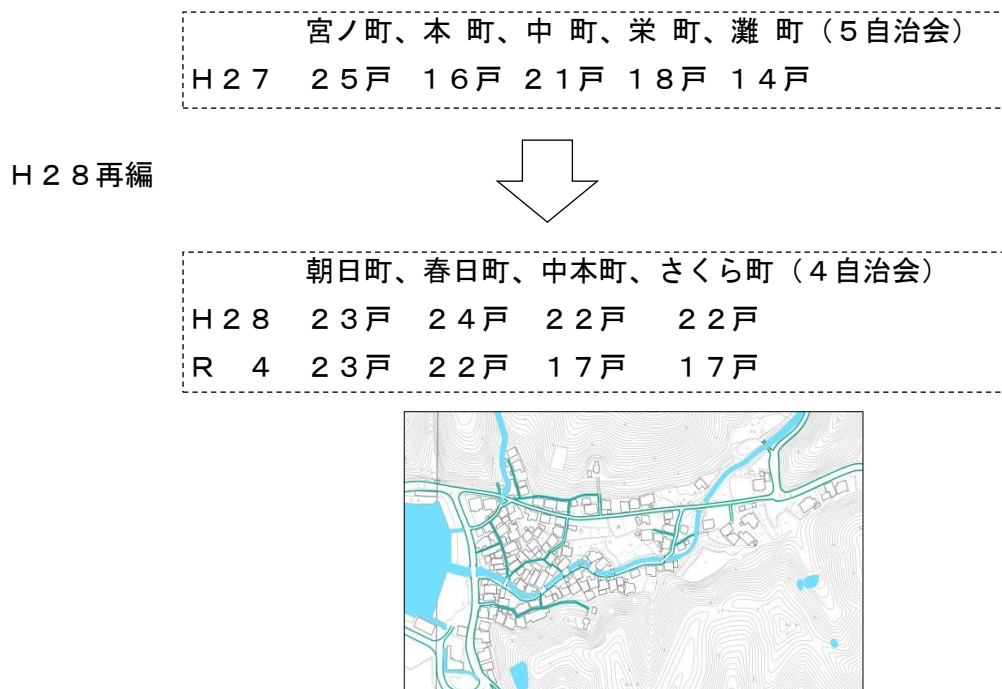 宮ノ町、本 町、中 町、栄 町、灘 町（５自治会）
Ｈ２７ ２５戸 １６戸 ２１戸 １８戸 １４戸
Ｈ２８再編
朝日町、春日町、中本町、さくら町（４自治会）
Ｈ２８ ２３戸 ２４戸 ２２戸 ２２戸
Ｒ ４ ２３戸 ２２戸 １７戸 １７戸